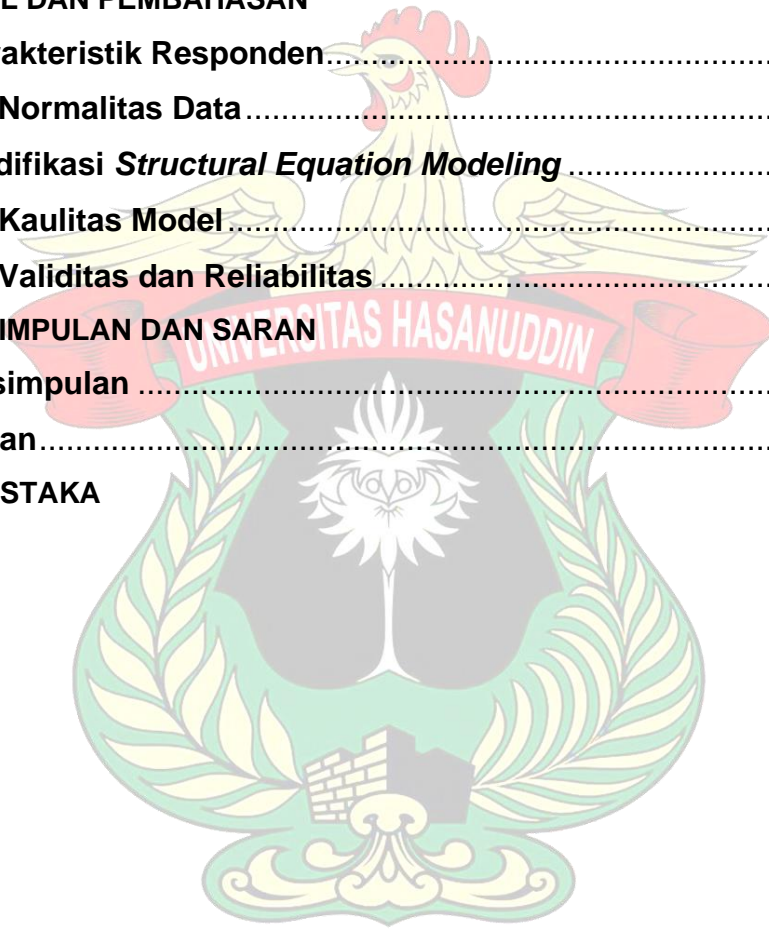 L DAN PEMBAHASAN
rakteristik Responden
Normalitas Data
difikasi Structural Equation Modeling
Kaulitas Model
Validitas dan Reliabilitas
IMPULAN DAN SARAN
UNIVERSITAS HASANUDDIN
simpulan
an
STAKA